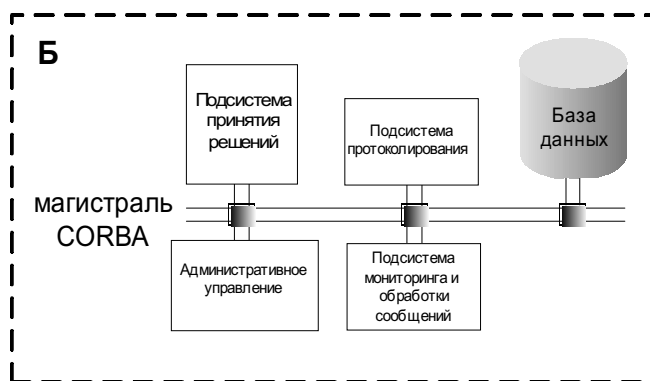 Б
Подсистема
принятия
решений
Подсистема
протоколирования
База
данных
магистраль
CORBA
Административное
управление
Подсистема
мониторинга и
обработки
сообщений